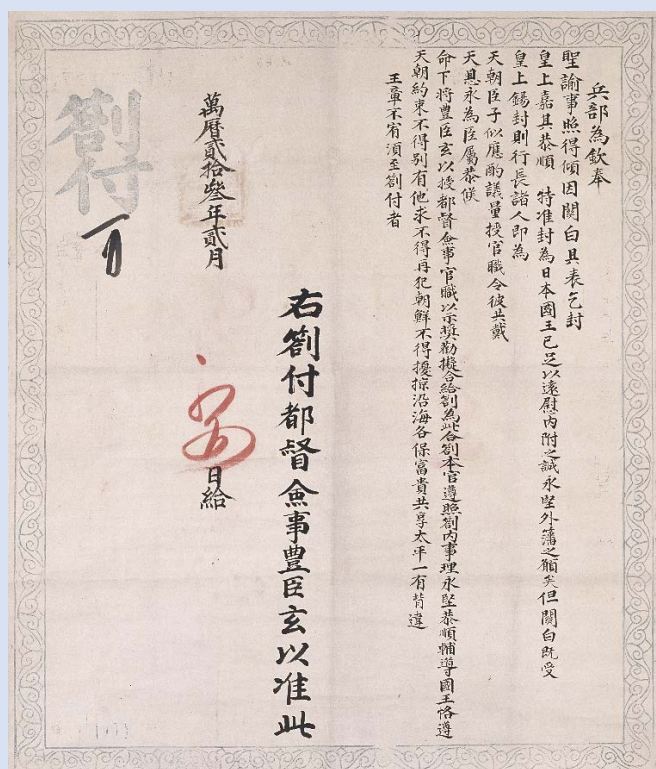 兵部為欽奉
聖諭事照得頃因關白具表乞封
皇上嘉其恭順 特准封為日本國王已足以遠慰內附之誠永堅外藩之願矣但關白既受
皇上錫封則行長諸人即為
天朝臣子似應酌議量授官職令彼共戴
天恩永為臣屬恭候
命下將豊臣玄以授都督僉事官職以示奬勸擬合給劄為此合劄本官遵照劄內事理永堅恭順輔導國王恪遵
天朝約束不得別有他求不得再犯朝鮮不得擾掠沿海各保富貴共享太平一有背違
王章不宥須至劄付者
右劄付都督僉事豊臣玄以准此
萬曆貳拾叁年貳月
日給
劄付